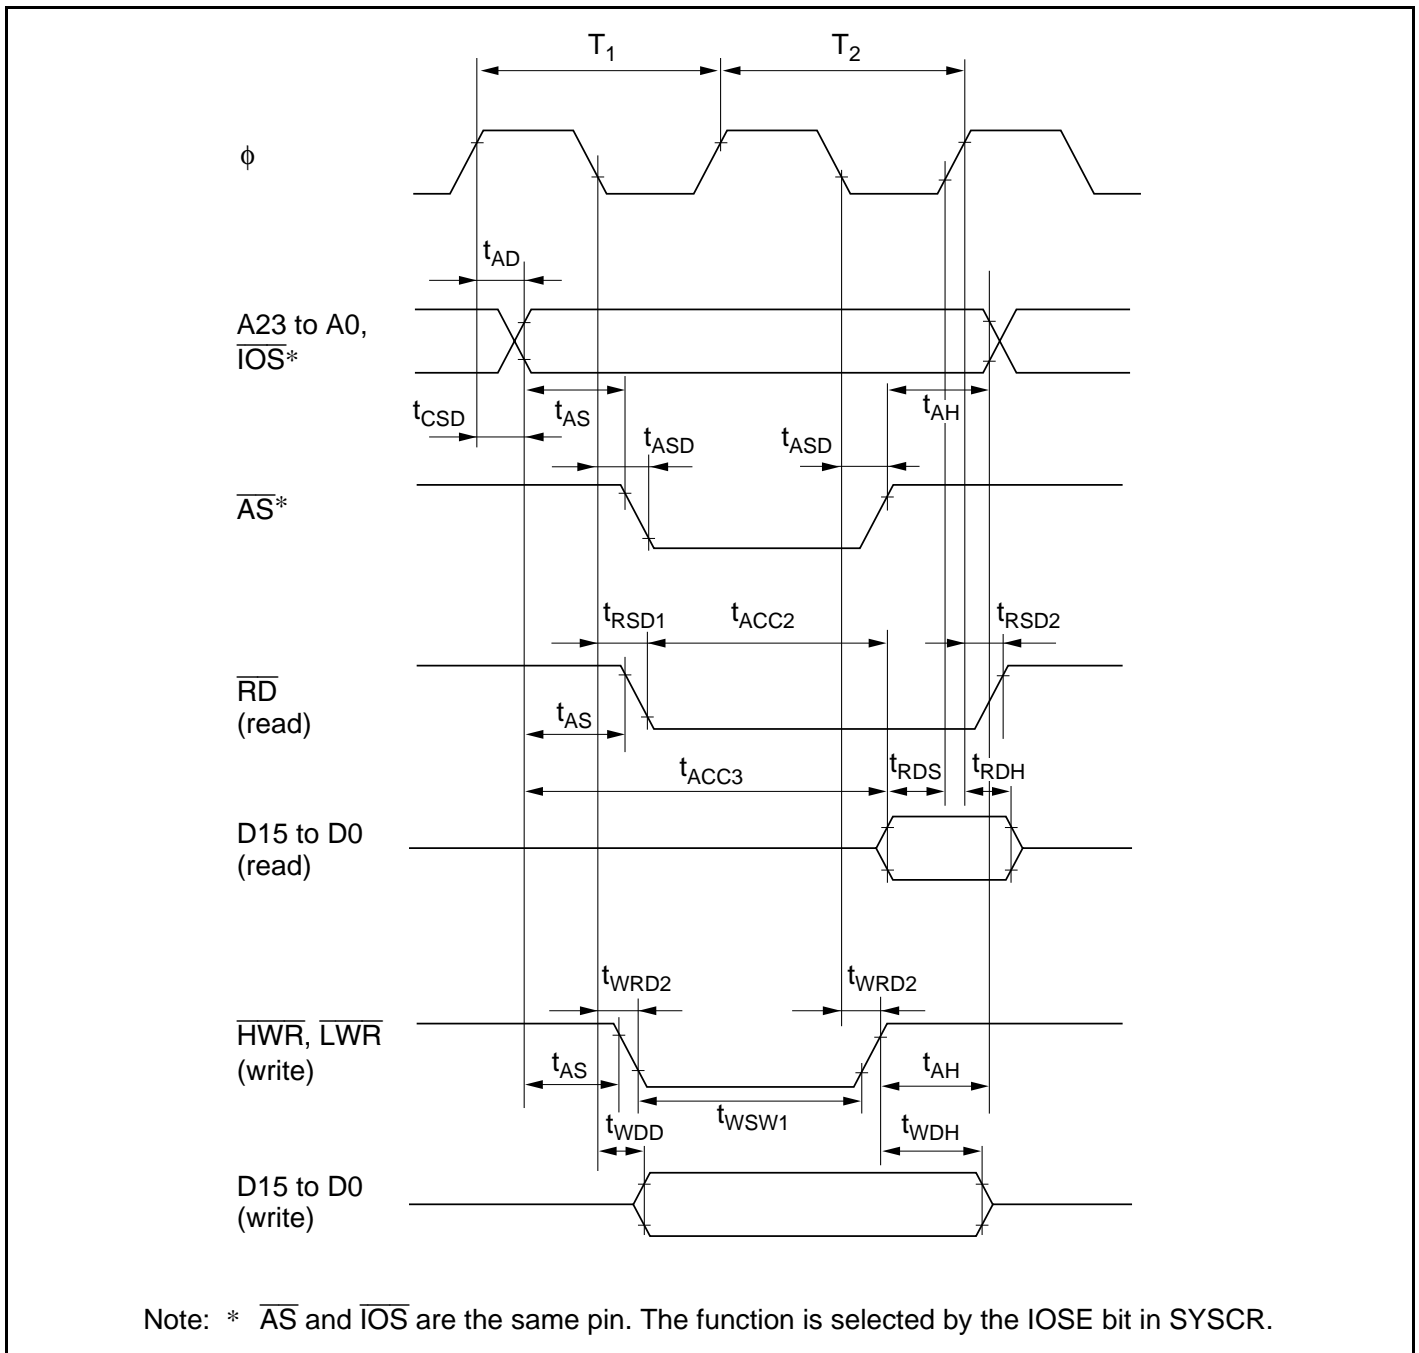 T1 T2
φ
tAD
A23 to A0,
IOS*
tCSD tAS tAH
tASD tASD
AS*
tRSD1 tACC2 tRSD2
RD
(read)
tAS
tACC3 tRDS tRDH
D15 to D0
(read)
tWRD2 tWRD2
HWR, LWR
(write)
tAS tAH
tWSW1
tWDD tWDH
D15 to D0
(write)
Note: * AS and IOS are the same pin. The function is selected by the IOSE bit in SYSCR.